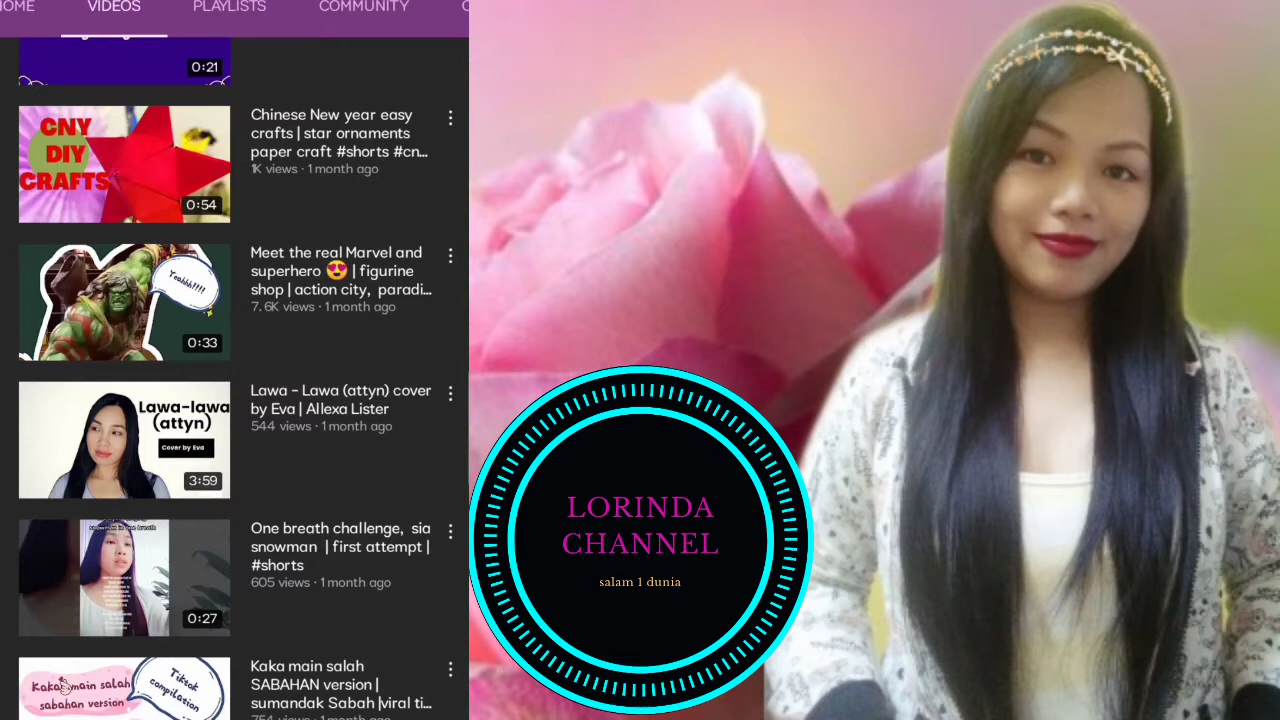 HOME
VIDEOS
PLAYLISTS
COMMUNITY
0:21
CNY
DIY
CRAFTS
0:54
Chinese New year easy
crafts | star ornaments
paper craft #shorts #cn...
1K views · 1 month ago
Yeahhh!!!!
0:33
Meet the real Marvel and
superhero 😍 | figurine
shop | action city, paradi...
7.6K views · 1 month ago
Lawa-lawa
(attyn)
Cover by Eva
3:59
Lawa - Lawa (attyn) cover
by Eva | Allexa Lister
544 views · 1 month ago
0:27
One breath challenge, sia
snowman | first attempt |
#shorts
605 views · 1 month ago
Kaka main salah
sabahan version
Tiktok
compilation
Kaka main salah
SABAHAN version |
sumandak Sabah |viral ti...
754 views · 1 month ago
LORINDA
CHANNEL
salam 1 dunia